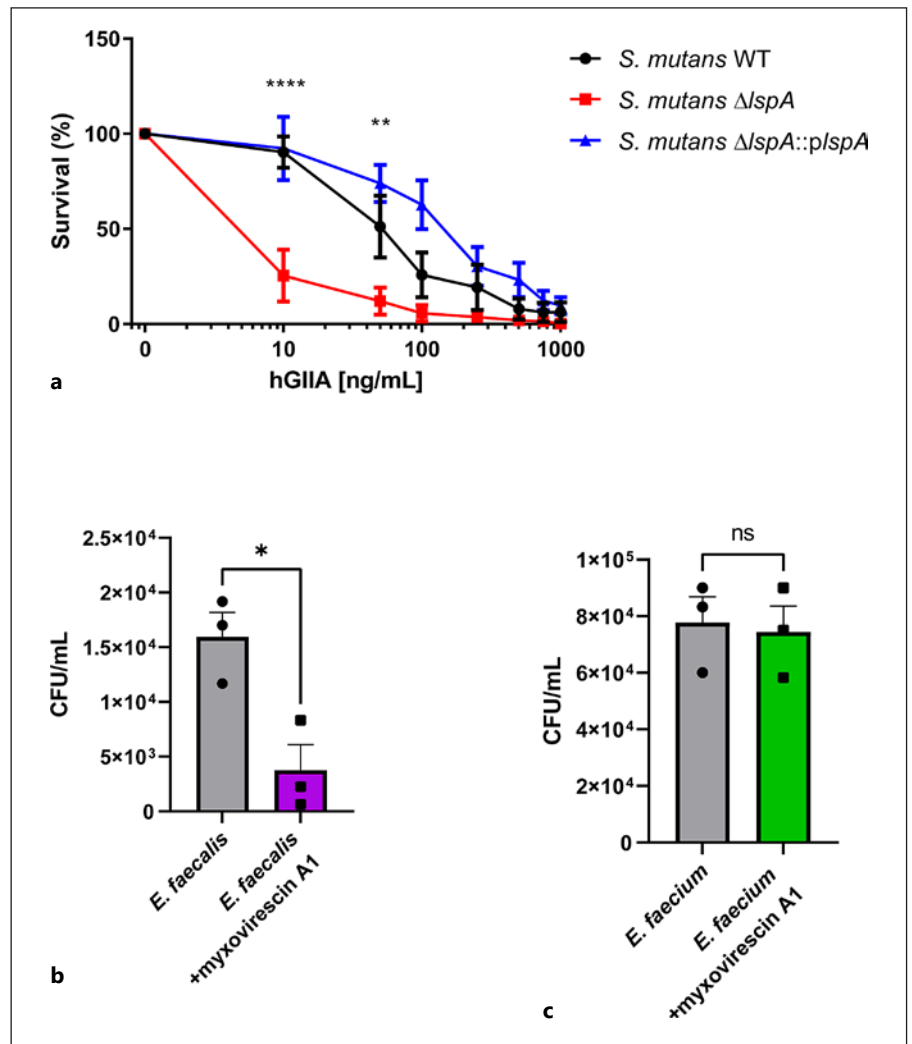 150
100
50
0
Survival (%)
0 10 100 1000
hGIIA [ng/mL]
****
**
S. mutans WT
S. mutans ΔlspA
S. mutans ΔlspA::plspA
a
2.5×10⁴
2×10⁴
1.5×10⁴
1×10⁴
5×10³
0
CFU/mL
*
E. faecalis
E. faecalis
+myxovirescin A1
b
1×10⁵
8×10⁴
6×10⁴
4×10⁴
2×10⁴
0
CFU/mL
ns
E. faecium
E. faecium
+myxovirescin A1
c